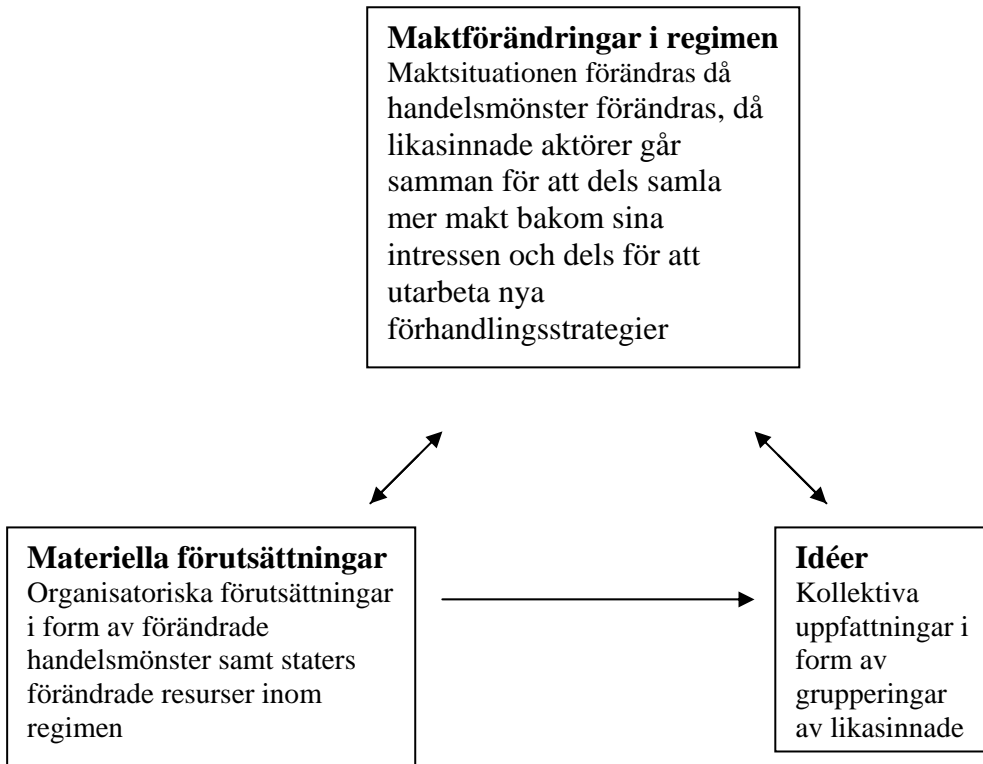 Maktförändringar i regimen
Maktsituationen förändras då
handelsmönster förändras, då
likasinnade aktörer går
samman för att dels samla
mer makt bakom sina
intressen och dels för att
utarbeta nya
förhandlingsstrategier
Materiella förutsättningar
Organisatoriska förutsättningar
i form av förändrade
handelsmönster samt staters
förändrade resurser inom
regimen
Idéer
Kollektiva
uppfattningar i
form av
grupperingar
av likasinnade